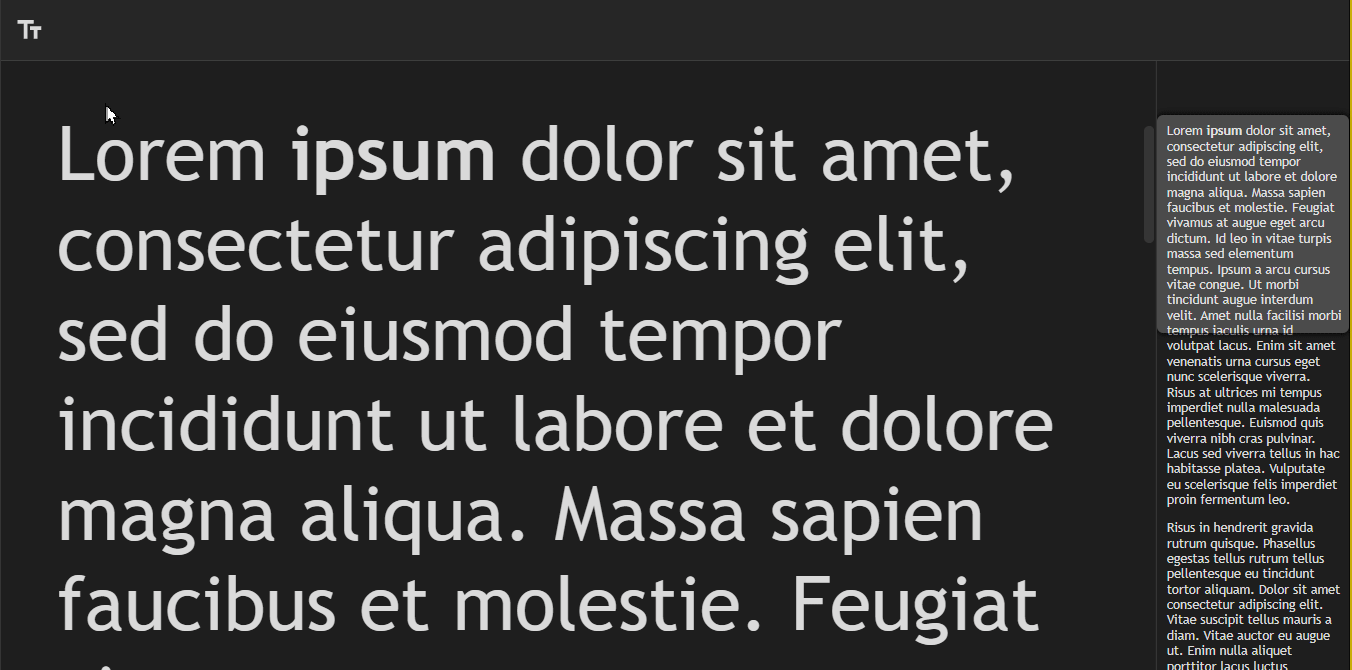 TT
Lorem ipsum dolor sit amet,
consectetur adipiscing elit,
sed do eiusmod tempor
incididunt ut labore et dolore
magna aliqua. Massa sapien
faucibus et molestie. Feugiat
Lorem ipsum dolor sit amet,
consectetur adipiscing elit,
sed do eiusmod tempor
incididunt ut labore et dolore
magna aliqua. Massa sapien
faucibus et molestie. Feugiat
vivamus at augue eget arcu
dictum. Id leo in vitae turpis
massa sed elementum
tempus. Ipsum a arcu cursus
vitae congue. Ut morbi
tincidunt augue interdum
velit. Amet nulla facilisi morbi
tempus iaculis urna id
volutpat lacus. Enim sit amet
venenatis urna cursus eget
nunc scelerisque viverra.
Risus at ultrices mi tempus
imperdiet nulla malesuada
pellentesque. Euismod quis
viverra nibh cras pulvinar.
Lacus sed viverra tellus in hac
habitasse platea. Vulputate
eu scelerisque felis imperdiet
proin fermentum leo.
Risus in hendrerit gravida
rutrum quisque. Phasellus
egestas tellus rutrum tellus
pellentesque eu tincidunt
tortor aliquam. Dolor sit amet
consectetur adipiscing elit.
Vitae suscipit tellus mauris a
diam. Vitae auctor eu augue
ut. Enim nulla aliquet
porttitor lacus luctus